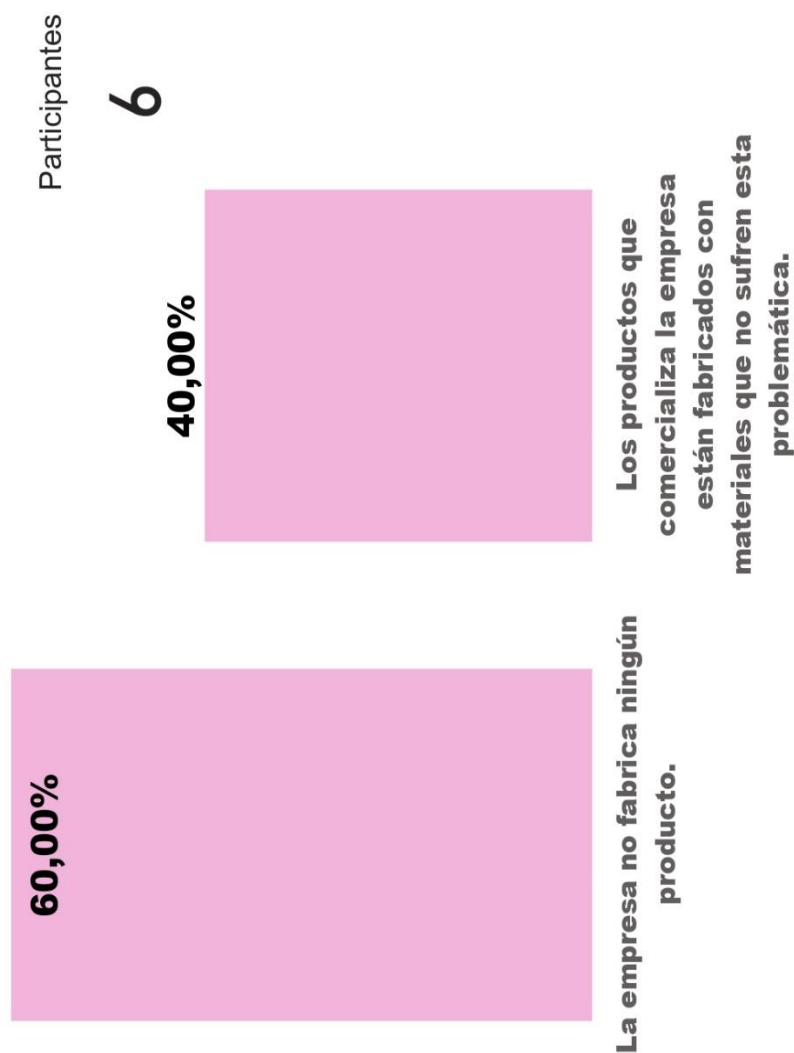 Participantes
6
60,00%
40,00%
La empresa no fabrica ningún
producto.
Los productos que
comercializa la empresa
están fabricados con
materiales que no sufren esta
problemática.